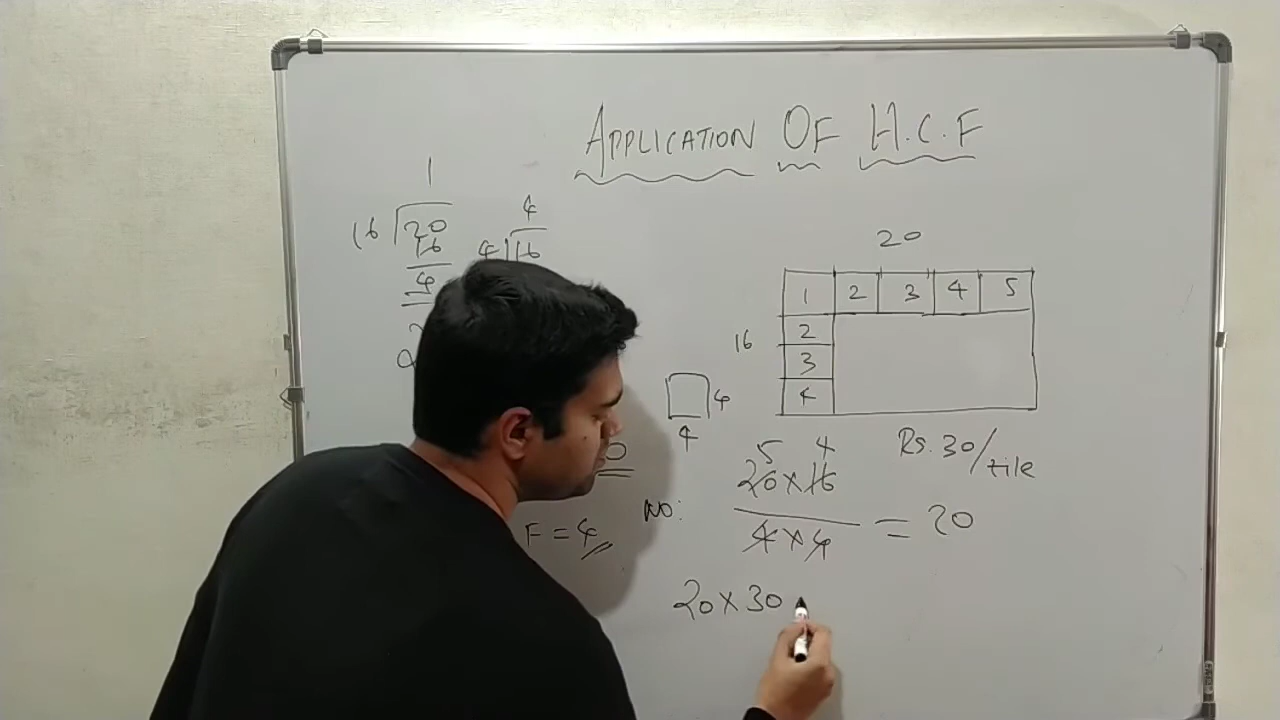 APPLICATION OF H.C.F
1
16 20
16
4
4
4 16
20
16
1 2 3 4 5
2
3
4
4
4
Rs. 30/tile
5 4
20 x 16
NO: = 20
4 x 4
0
F = 4
20 x 30